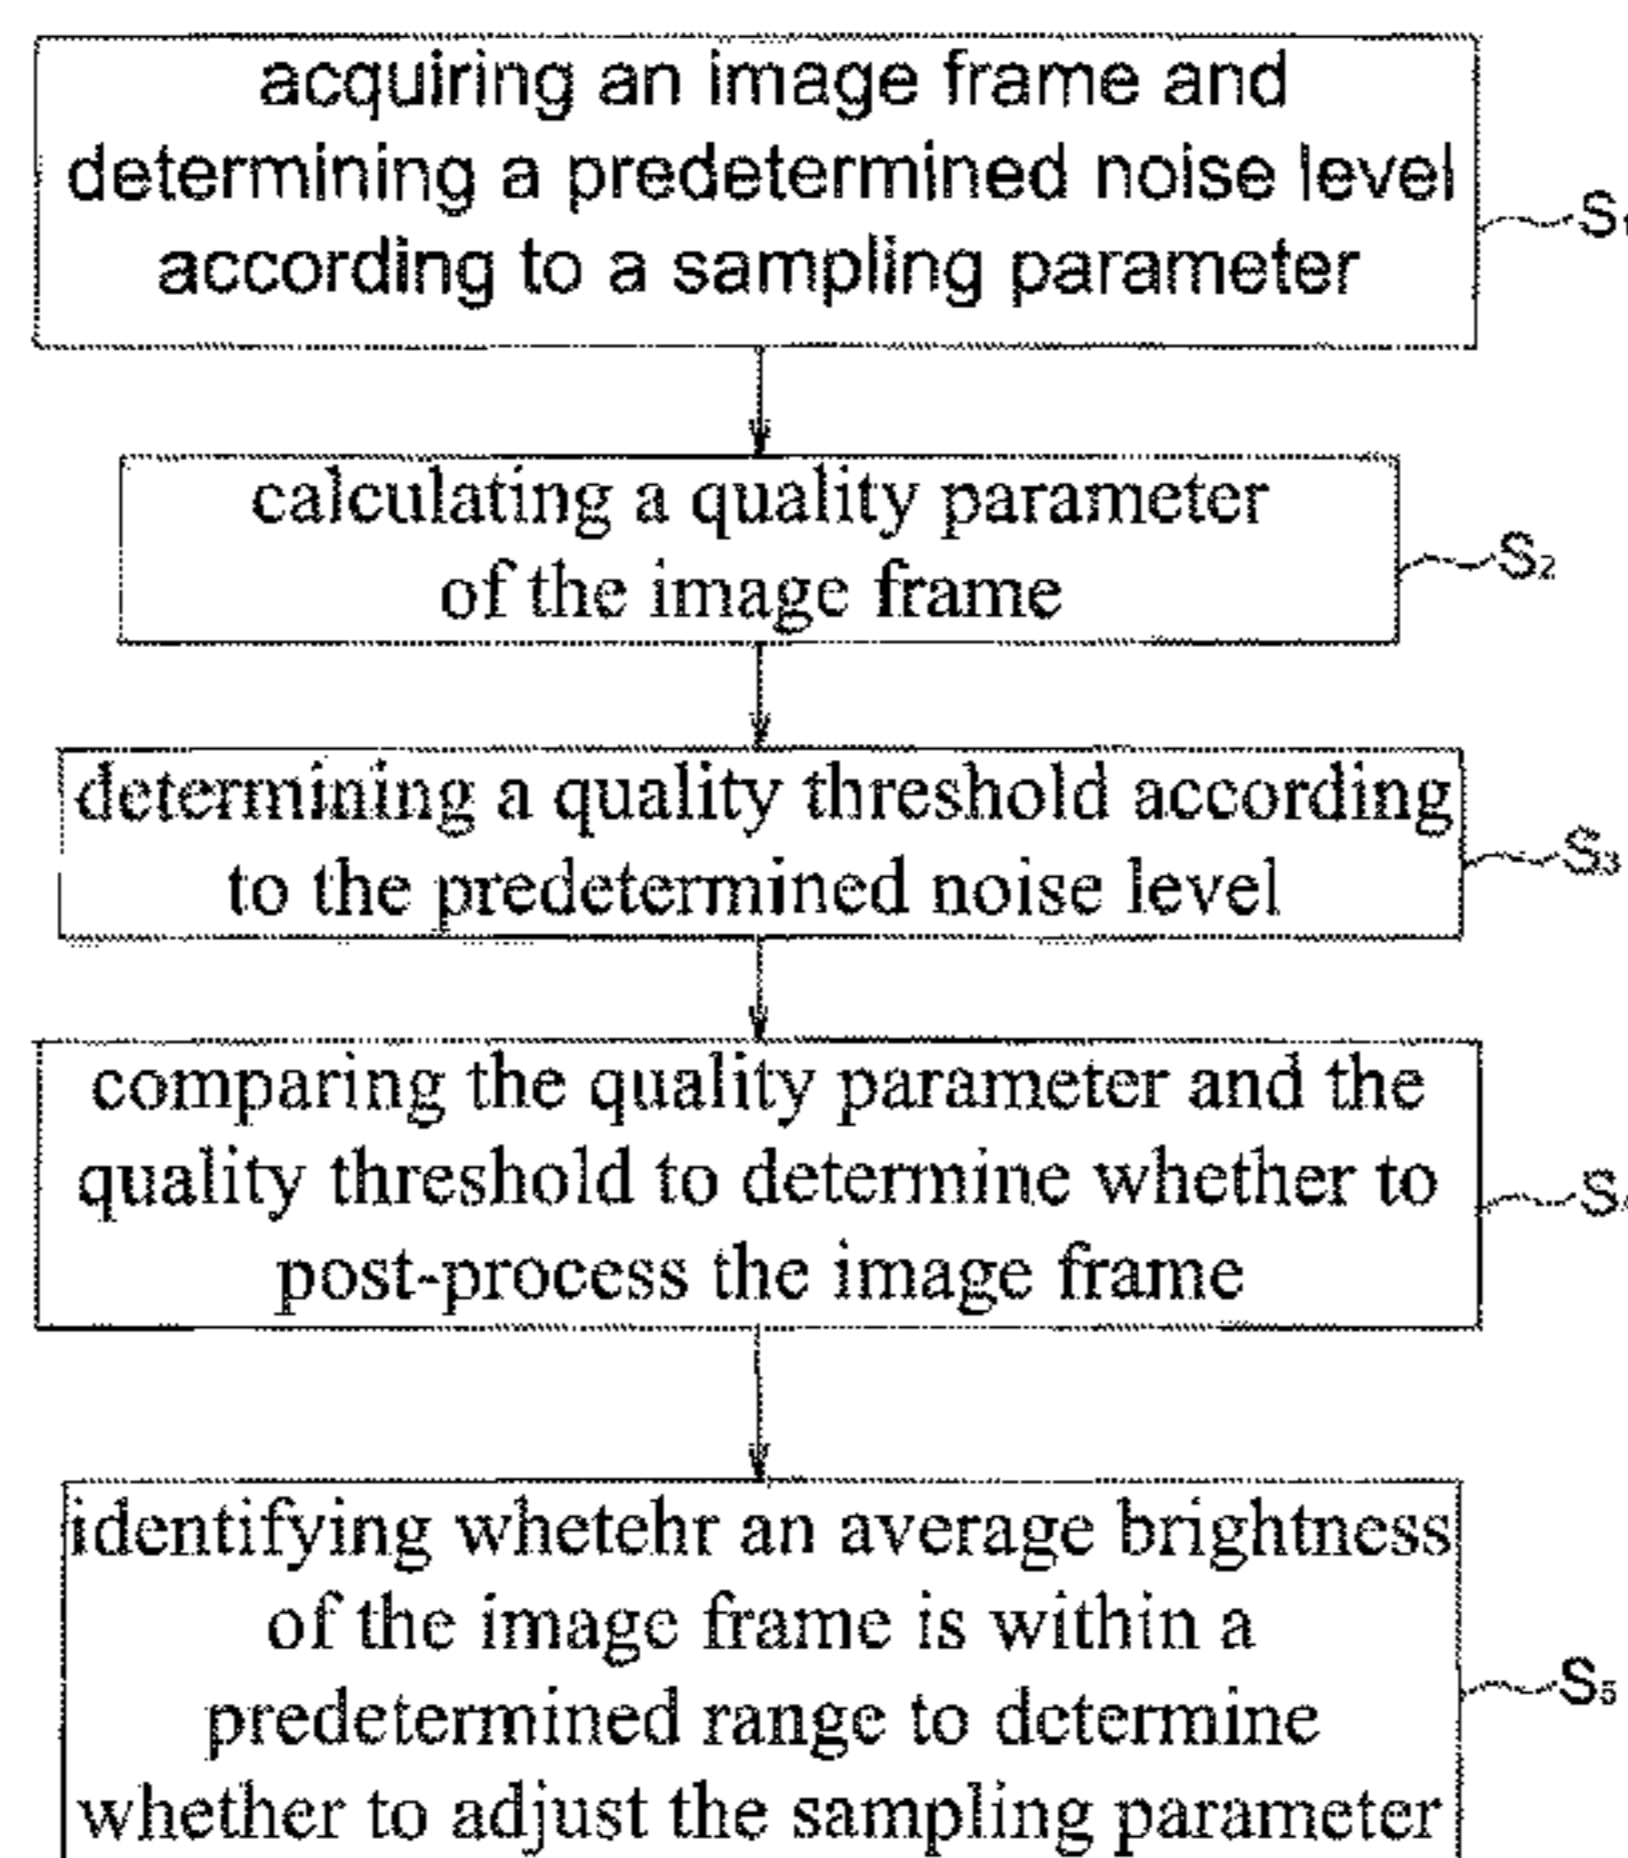 acquiring an image frame and
determining a predetermined noise level
according to a sampling parameter
S1
calculating a quality parameter
of the image frame
S2
determining a quality threshold according
to the predetermined noise level
S3
comparing the quality parameter and the
quality threshold to determine whether to
post-process the image frame
S4
identifying whetehr an average brightness
of the image frame is within a
predetermined range to determine
whether to adjust the sampling parameter
S5